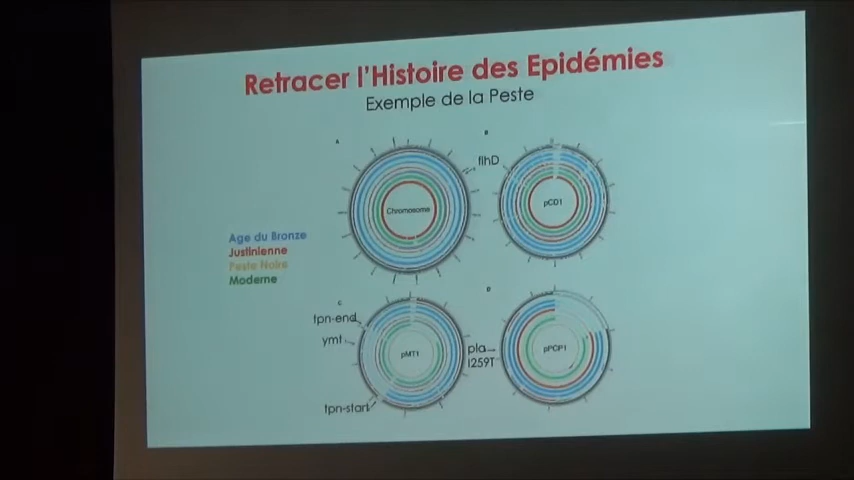 Retracer l'Histoire des Epidémies
Exemple de la Peste
A
B
flhD
Chromosome
pCD1
Age du Bronze
Justinienne
Peste Noire
Moderne
C
D
tpn-end
ymt
pMT1
pla
I259T
pPCP1
tpn-start